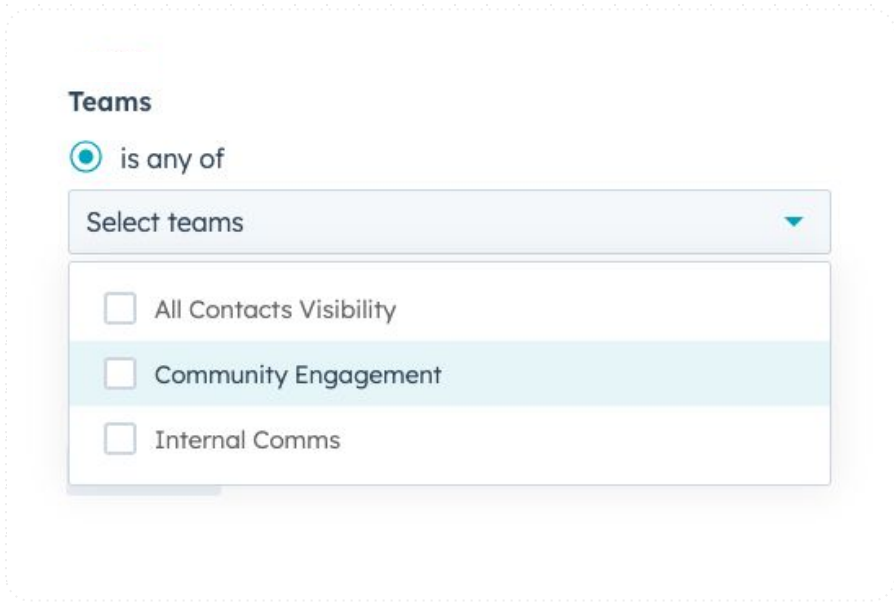 Teams
is any of
Select teams
All Contacts Visibility
Community Engagement
Internal Comms